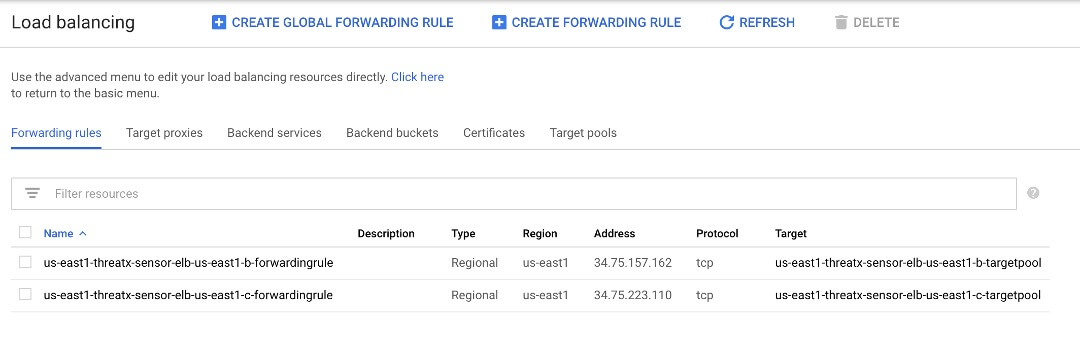 Load balancing CREATE GLOBAL FORWARDING RULE CREATE FORWARDING RULE REFRESH DELETE
Use the advanced menu to edit your load balancing resources directly. Click here
to return to the basic menu.
Forwarding rules Target proxies Backend services Backend buckets Certificates Target pools
Filter resources
Name Description Type Region Address Protocol Target
us-east1-threatx-sensor-elb-us-east1-b-forwardingrule Regional us-east1 34.75.157.162 tcp us-east1-threatx-sensor-elb-us-east1-b-targetpool
us-east1-threatx-sensor-elb-us-east1-c-forwardingrule Regional us-east1 34.75.223.110 tcp us-east1-threatx-sensor-elb-us-east1-c-targetpool